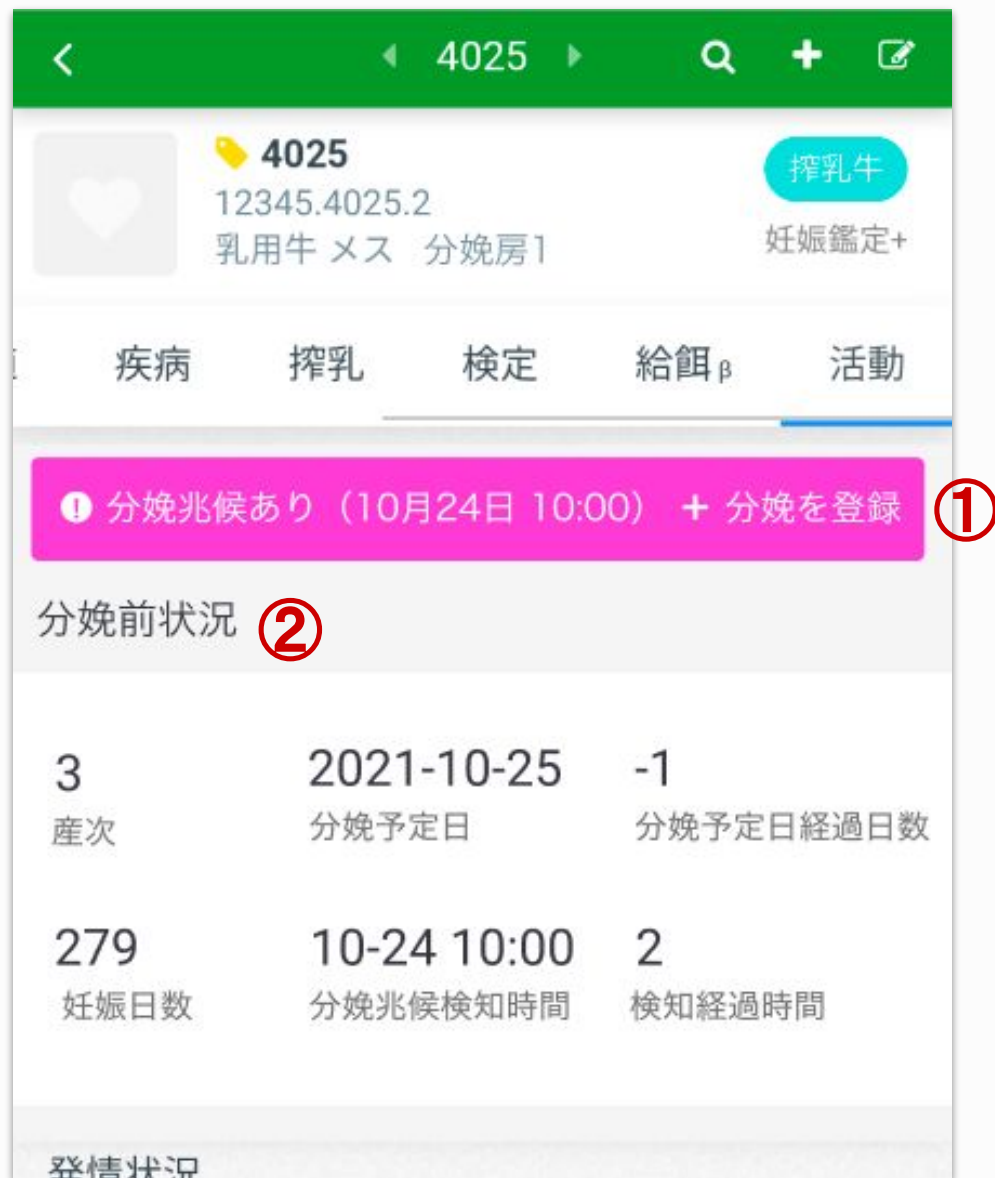 4025
4025
12345.4025.2
乳用牛 メス 分娩房1
搾乳牛
妊娠鑑定+
疾病 搾乳 検定 給餌β 活動
分娩兆候あり（10月24日 10:00） + 分娩を登録
①
分娩前状況
②
3 2021-10-25 -1
産次 分娩予定日 分娩予定日経過日数
279 10-24 10:00 2
妊娠日数 分娩兆候検知時間 検知経過時間
発情状況